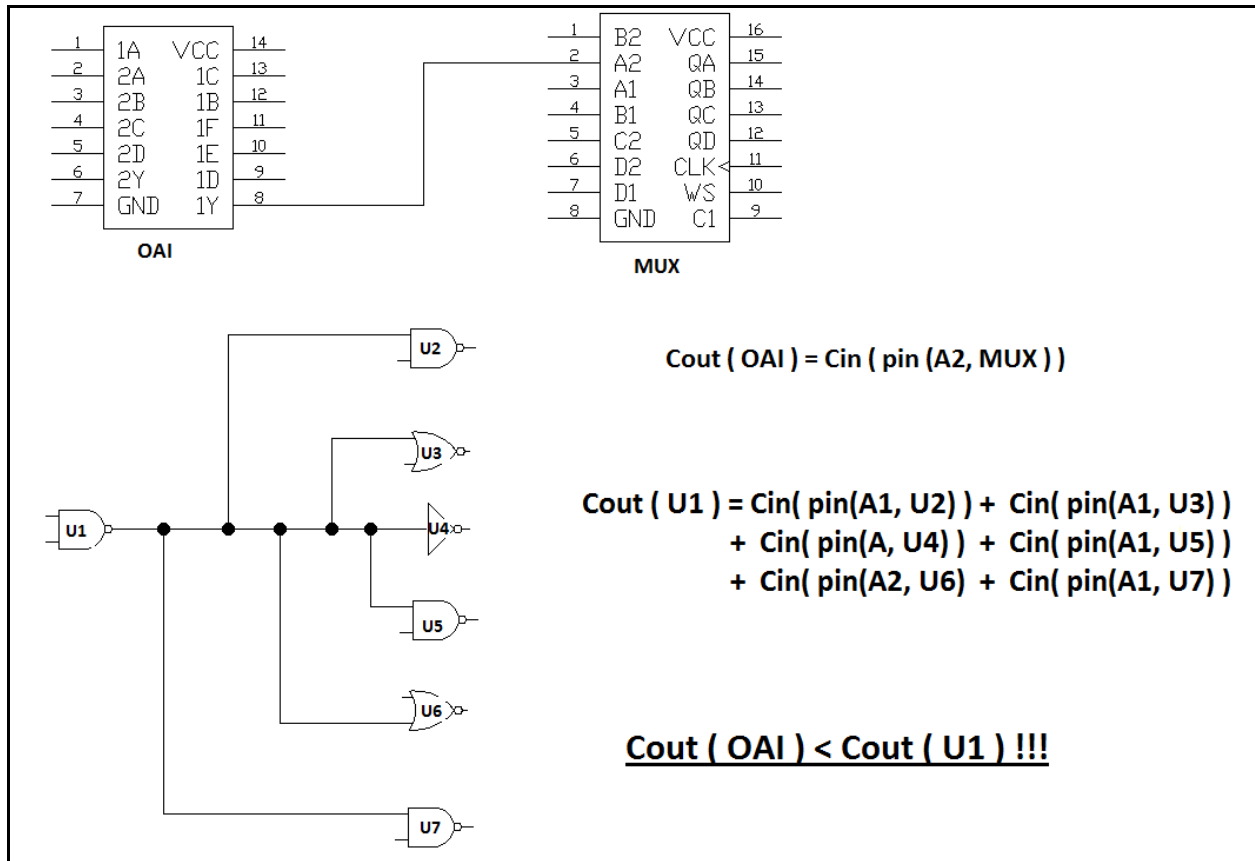 1 1A VCC 14
2 2A 1C 13
3 2B 1B 12
4 2C 1F 11
5 2D 1E 10
6 2Y 1D 9
7 GND 1Y 8
OAI
1 B2 VCC 16
2 A2 QA 15
3 A1 QB 14
4 B1 QC 13
5 C2 QD 12
6 D2 CLK 11
7 D1 WS 10
8 GND C1 9
MUX
U2
Cout ( OAI ) = Cin ( pin (A2, MUX ) )
U3
U1
U4
Cout ( U1 ) = Cin( pin(A1, U2) ) + Cin( pin(A1, U3) )
+ Cin( pin(A, U4) ) + Cin( pin(A1, U5) )
+ Cin( pin(A2, U6) + Cin( pin(A1, U7) )
U5
U6
Cout ( OAI ) < Cout ( U1 ) !!!
U7